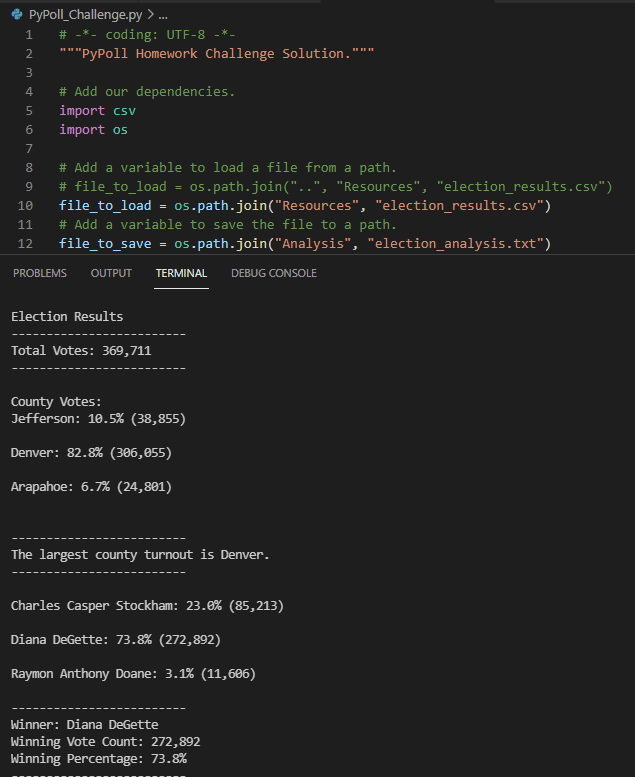 PyPoll_Challenge.py > ...
1 # -*- coding: UTF-8 -*-
2 """PyPoll Homework Challenge Solution."""
3
4 # Add our dependencies.
5 import csv
6 import os
7
8 # Add a variable to load a file from a path.
9 # file_to_load = os.path.join("..", "Resources", "election_results.csv")
10 file_to_load = os.path.join("Resources", "election_results.csv")
11 # Add a variable to save the file to a path.
12 file_to_save = os.path.join("Analysis", "election_analysis.txt")
PROBLEMS OUTPUT TERMINAL DEBUG CONSOLE
Election Results
-------------------------
Total Votes: 369,711
-------------------------
County Votes:
Jefferson: 10.5% (38,855)
Denver: 82.8% (306,055)
Arapahoe: 6.7% (24,801)
-------------------------
The largest county turnout is Denver.
-------------------------
Charles Casper Stockham: 23.0% (85,213)
Diana DeGette: 73.8% (272,892)
Raymon Anthony Doane: 3.1% (11,606)
-------------------------
Winner: Diana DeGette
Winning Vote Count: 272,892
Winning Percentage: 73.8%
-------------------------